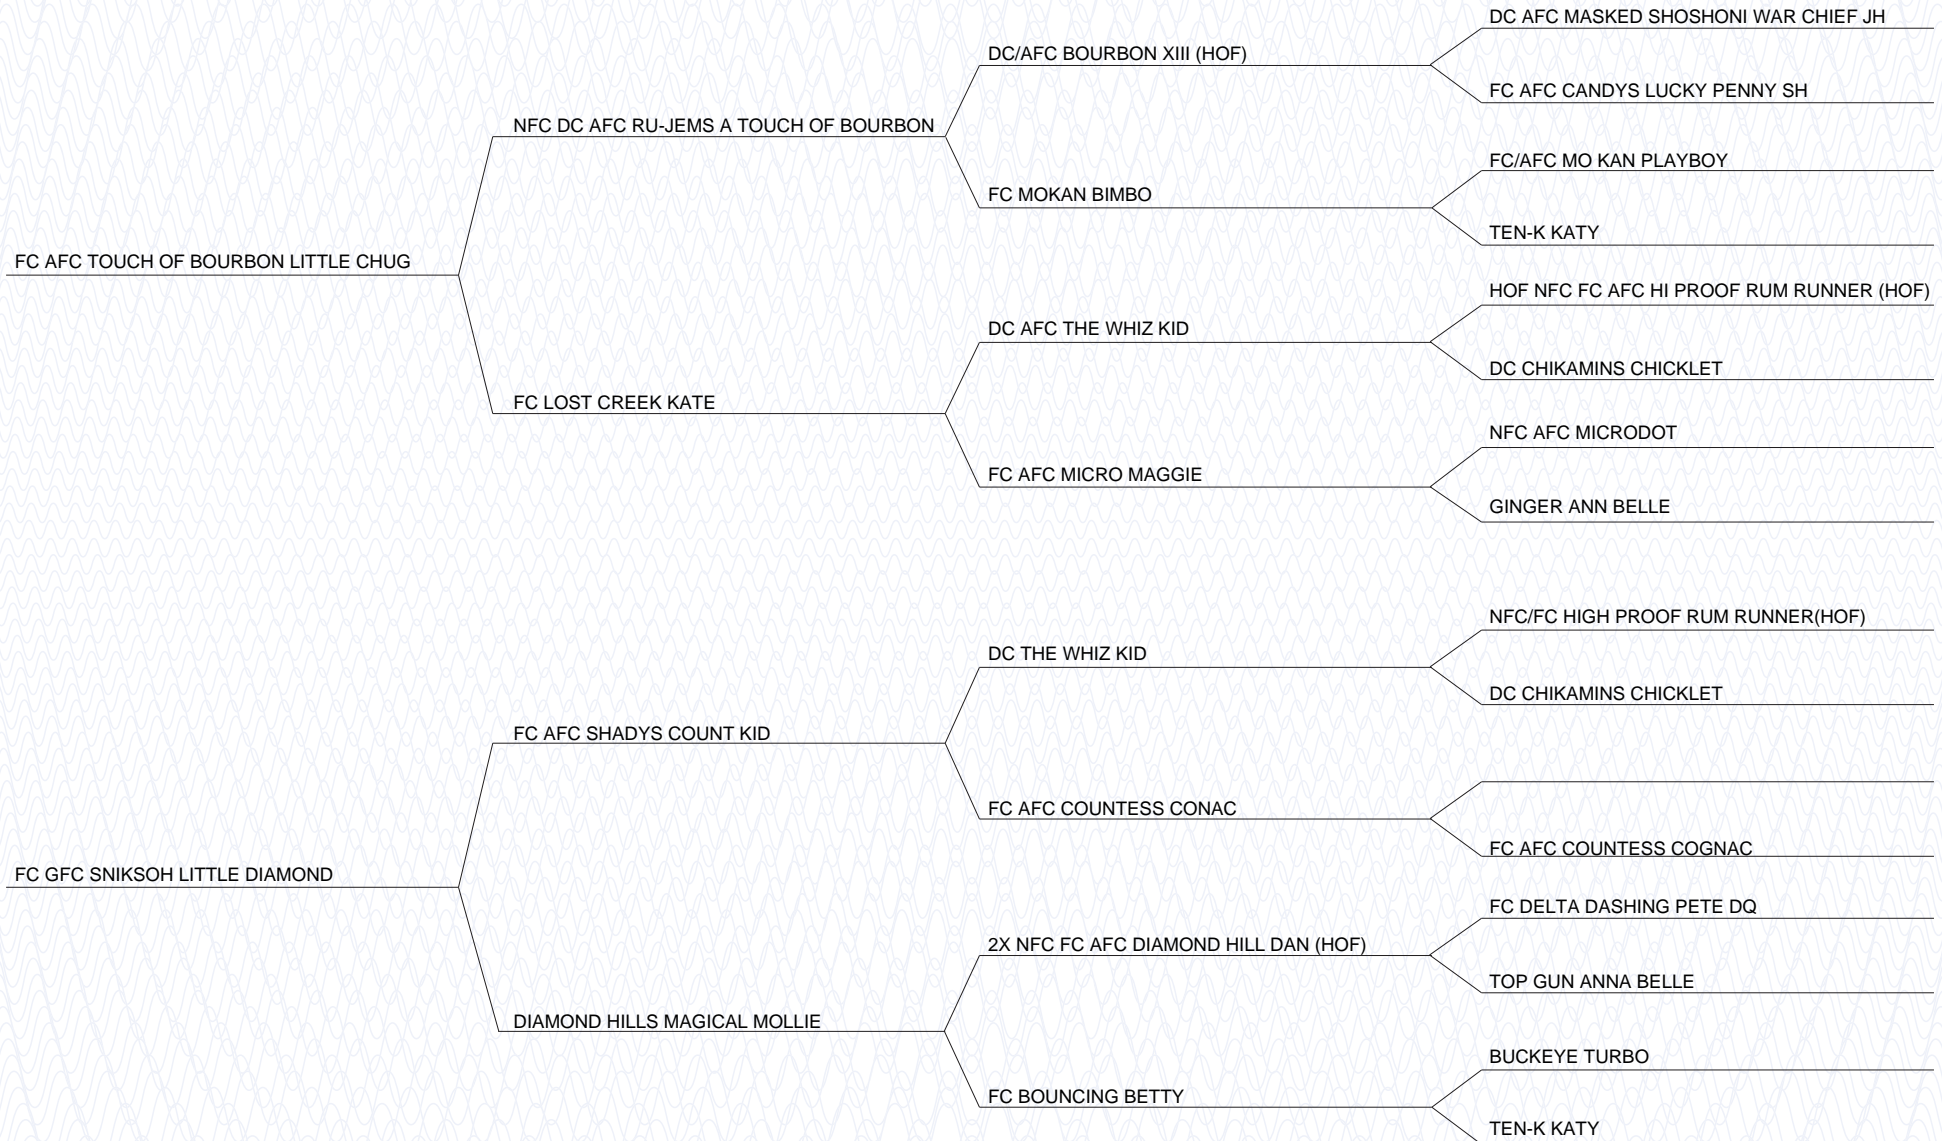 DC AFC MASKED SHOSHONI WAR CHIEF JH
DC/AFC BOURBON XIII (HOF)
FC AFC CANDYS LUCKY PENNY SH
NFC DC AFC RU-JEMS A TOUCH OF BOURBON
FC/AFC MO KAN PLAYBOY
FC MOKAN BIMBO
TEN-K KATY
FC AFC TOUCH OF BOURBON LITTLE CHUG
HOF NFC FC AFC HI PROOF RUM RUNNER (HOF)
DC AFC THE WHIZ KID
DC CHIKAMINS CHICKLET
FC LOST CREEK KATE
NFC AFC MICRODOT
FC AFC MICRO MAGGIE
GINGER ANN BELLE
NFC/FC HIGH PROOF RUM RUNNER(HOF)
DC THE WHIZ KID
DC CHIKAMINS CHICKLET
FC AFC SHADYS COUNT KID
FC AFC COUNTESS CONAC
FC AFC COUNTESS COGNAC
FC GFC SNIKSOH LITTLE DIAMOND
FC DELTA DASHING PETE DQ
2X NFC FC AFC DIAMOND HILL DAN (HOF)
TOP GUN ANNA BELLE
DIAMOND HILLS MAGICAL MOLLIE
BUCKEYE TURBO
FC BOUNCING BETTY
TEN-K KATY